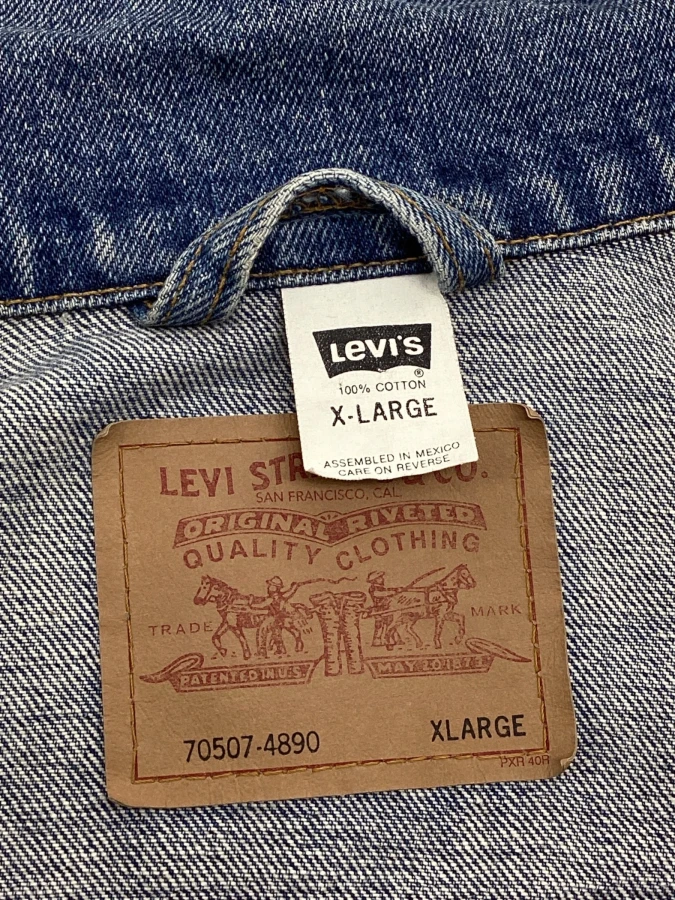 LEVI'S
®
100% COTTON
X-LARGE
ASSEMBLED IN MEXICO
CARE ON REVERSE
LEVI STR & CO.
SAN FRANCISCO, CAL.
ORIGINAL RIVETED
QUALITY CLOTHING
TRADE MARK
PATENTED IN U.S. MAY 20 1873
70507-4890 XLARGE
PXR 40R